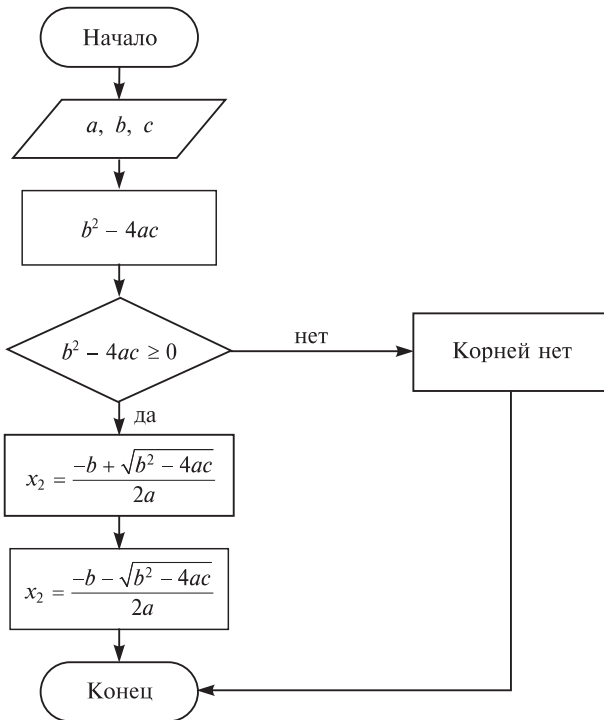 Начало
a, b, c
b² – 4ac
b² – 4ac ≥ 0
нет
Корней нет
да
x₂ = (–b + √(b² – 4ac)) / 2a
x₂ = (–b – √(b² – 4ac)) / 2a
Конец